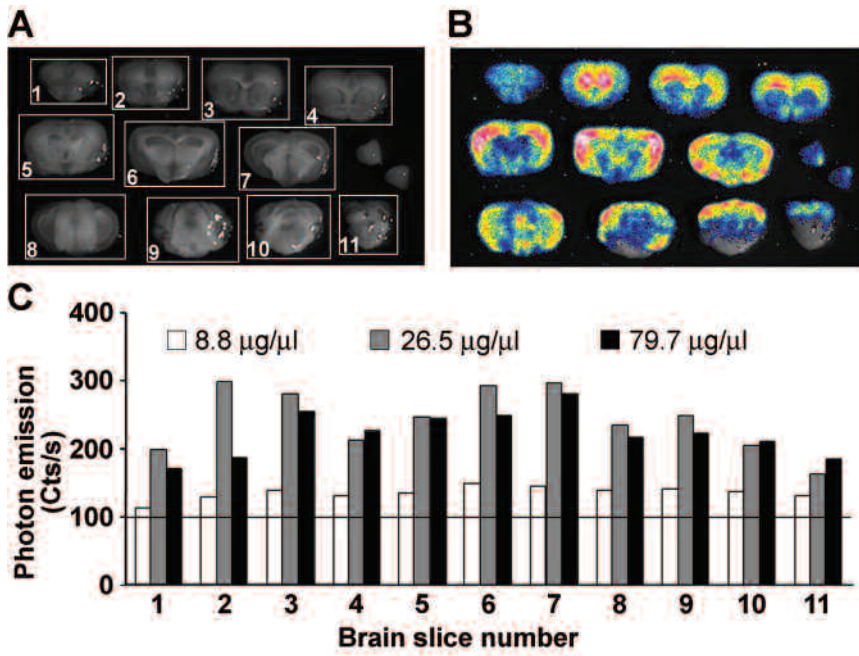 A
B
1
2
3
4
5
6
7
8
9
10
11
C
400
300
200
100
0
8.8 µg/µl
26.5 µg/µl
79.7 µg/µl
Photon emission
(Cts/s)
1 2 3 4 5 6 7 8 9 10 11
Brain slice number